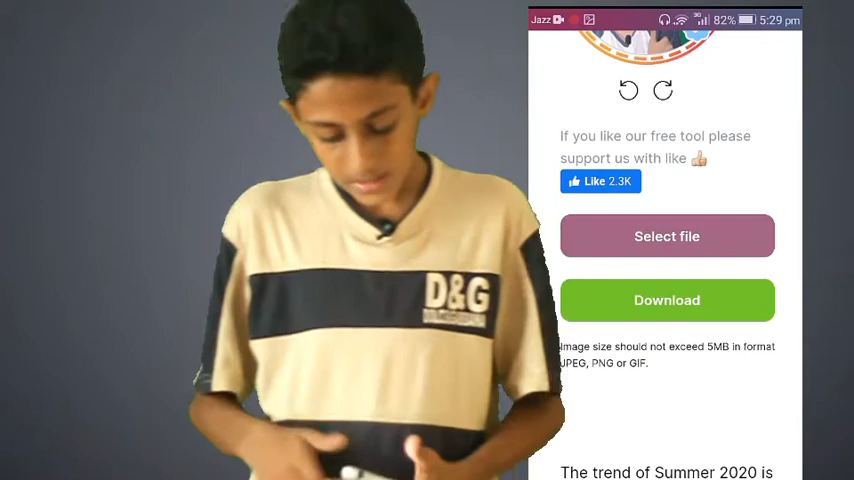 Jazz 3G 82% 5:29 pm
If you like our free tool please
support us with like 👍
Like 2.3K
Select file
D&G
Download
Image size should not exceed 5MB in format
JPEG, PNG or GIF.
The trend of Summer 2020 is